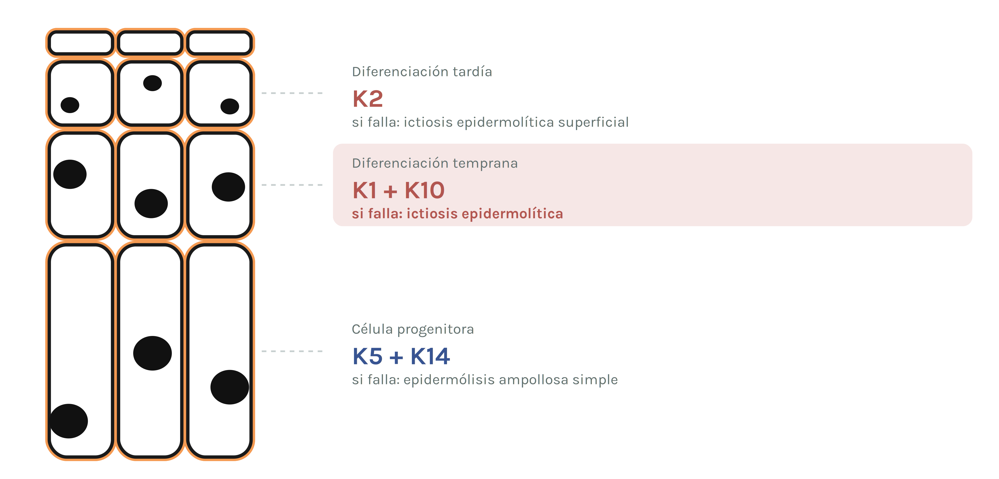 Diferenciación tardía
K2
si falla: ictiosis epidermolítica superficial
Diferenciación temprana
K1 + K10
si falla: ictiosis epidermolítica
Célula progenitora
K5 + K14
si falla: epidermólisis ampollosa simple